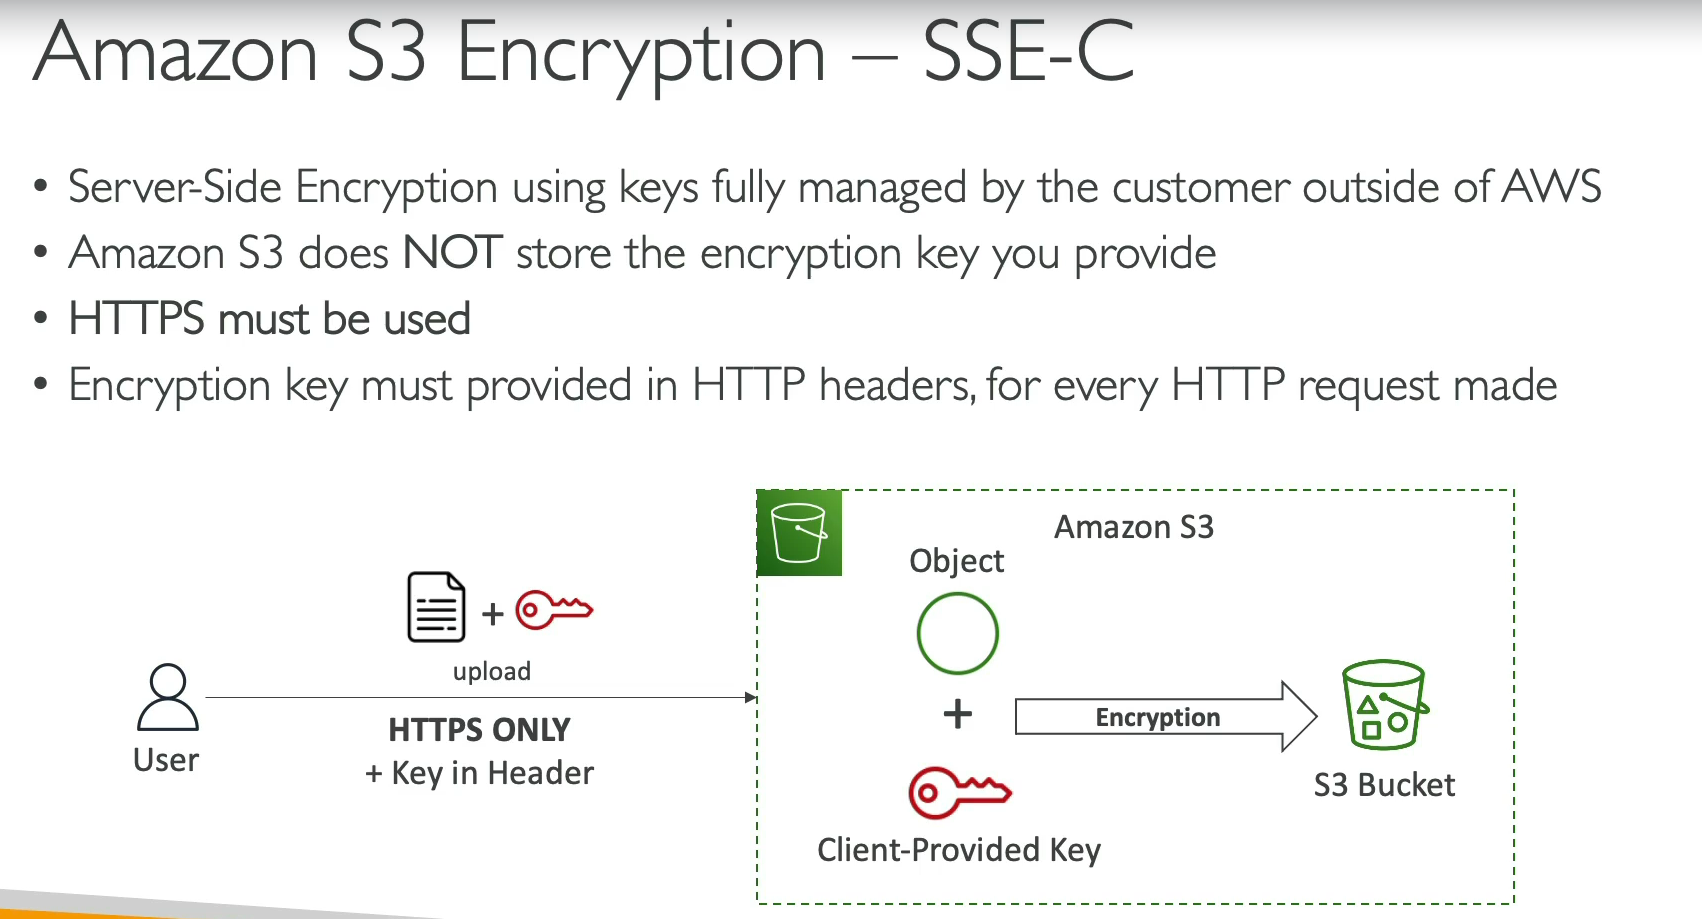 Amazon S3 Encryption – SSE-C
• Server-Side Encryption using keys fully managed by the customer outside of AWS
• Amazon S3 does NOT store the encryption key you provide
• HTTPS must be used
• Encryption key must provided in HTTP headers, for every HTTP request made
Amazon S3
Object
+
upload
HTTPS ONLY
+ Key in Header
User
+
Encryption
S3 Bucket
Client-Provided Key